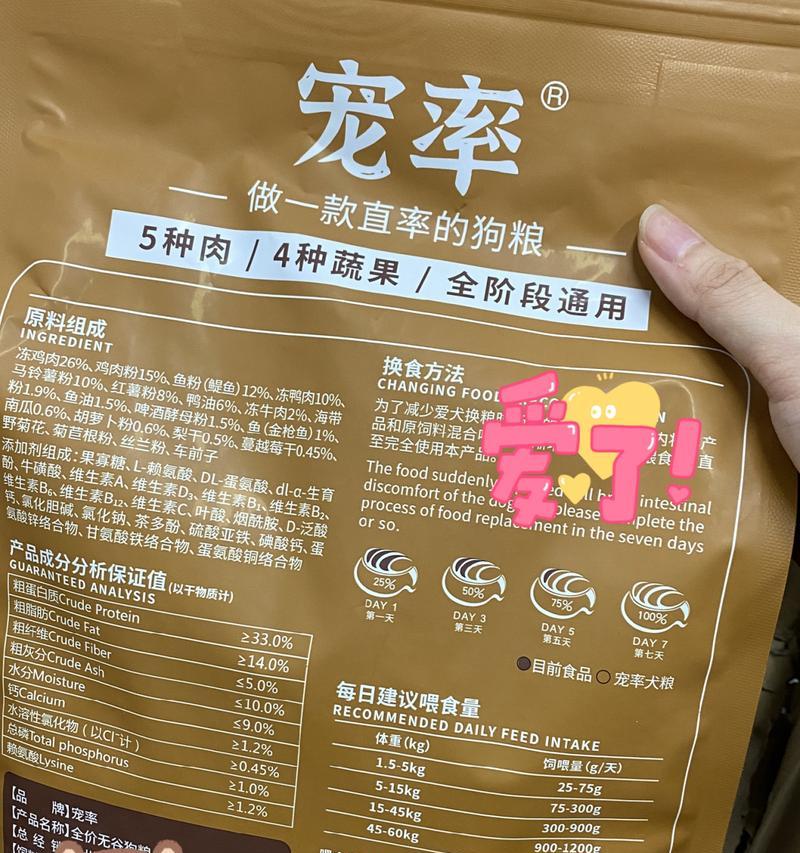 宠率®
做一款直率的狗粮
5种肉 / 4种蔬果 / 全阶段通用
原料组成
INGREDIENT
冻鸡肉26%、鸡肉粉15%、鱼粉(鳀鱼)12%、冻鸭肉10%、
马铃薯粉10%、红薯粉8%、鸭油6%、冻牛肉2%、海带
粉1.9%、鱼油1.5%、啤酒酵母粉1.5%、鱼(金枪鱼)1%、
南瓜0.6%、胡萝卜粉0.6%、梨干0.5%、蔓越莓干0.45%、
野菊花、菊苣根粉、丝兰粉、车前子
添加剂组成:果寡糖、L-赖氨酸、DL-蛋氨酸、dl-α-生育
酚、牛磺酸、维生素A、维生素D₃、维生素B₁、维生素B₂、
维生素B₆、维生素B₁₂、维生素C、叶酸、烟酰胺、D-泛酸
钙、氯化胆碱、氯化钠、茶多酚、硫酸亚铁、碘酸钙、蛋
氨酸锌络合物、甘氨酸铁络合物、蛋氨酸铜络合物
产品成分分析保证值(以干物质计)
GUARANTEED ANALYSIS
粗蛋白质Crude Protein ≥33.0%
粗脂肪Crude Fat ≥14.0%
粗纤维Crude Fiber ≤5.0%
粗灰分Crude Ash ≤10.0%
水分Moisture ≤9.0%
钙Calcium ≥1.2%
水溶性氯化物(以Cl⁻计) ≥0.45%
总磷Total phosphorus ≥1.0%
赖氨酸Lysine ≥1.2%
【品 牌】宠率
【产品名称】全价无谷狗粮
换食方法
CHANGING FOOD
为了减少爱犬换粮
品和原饲料混合
至完全使用本产品
爱了!
The food suddenly intestinal
discomfort of the please complete the
process of food replacement in the seven days
or so.
25% 50% 75% 100%
DAY 1 DAY 3 DAY 5 DAY 7
第一天 第三天 第五天 第七天
目前食品 宠率犬粮
每日建议喂食量
RECOMMENDED DAILY FEED INTAKE
体重(kg) 饲喂量(g/天)
1.5-5kg 25-75g
5-15kg 75-300g
15-45kg 300-900g
45-60kg 900-1200g